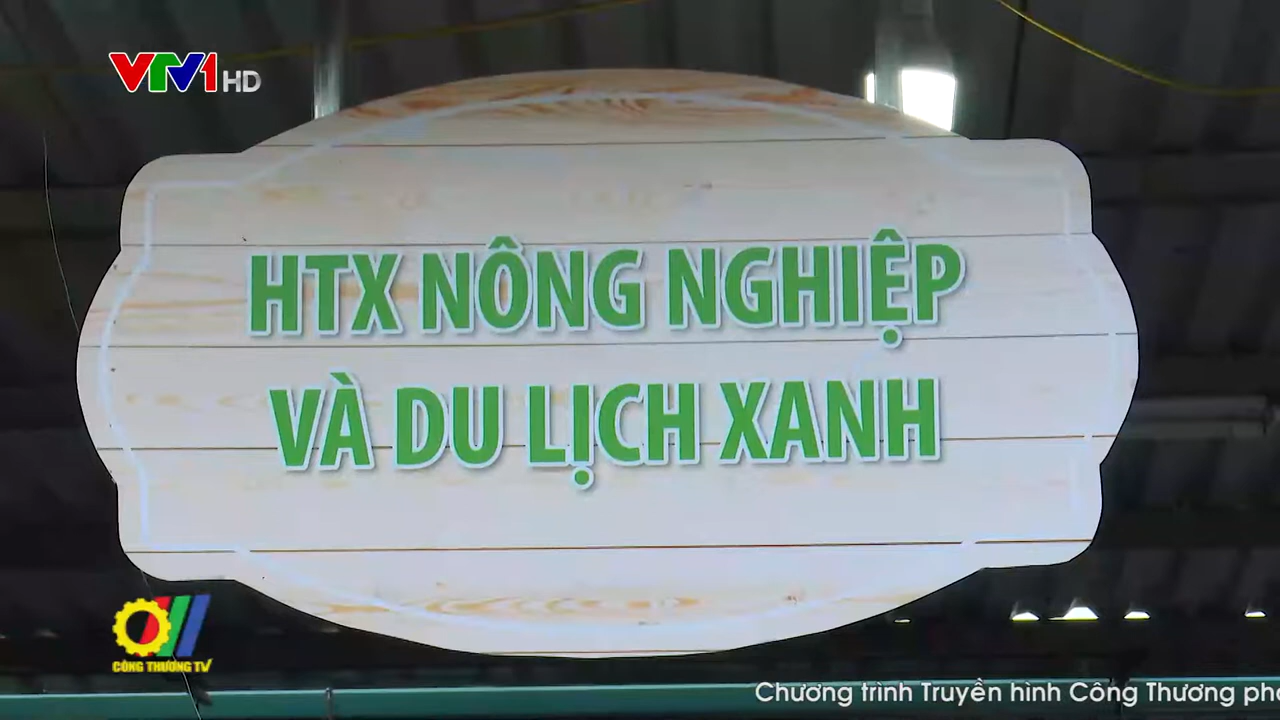 VTV1 HD
HTX NÔNG NGHIỆP
VÀ DU LỊCH XANH
CÔNG THƯƠNG TV
Chương trình Truyền hình Công Thương